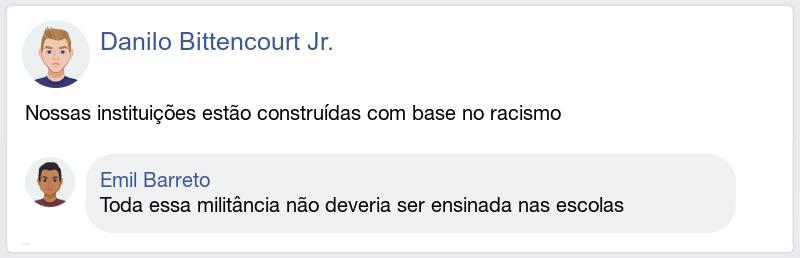 Danilo Bittencourt Jr.
Nossas instituições estão construídas com base no racismo
Emil Barreto
Toda essa militância não deveria ser ensinada nas escolas